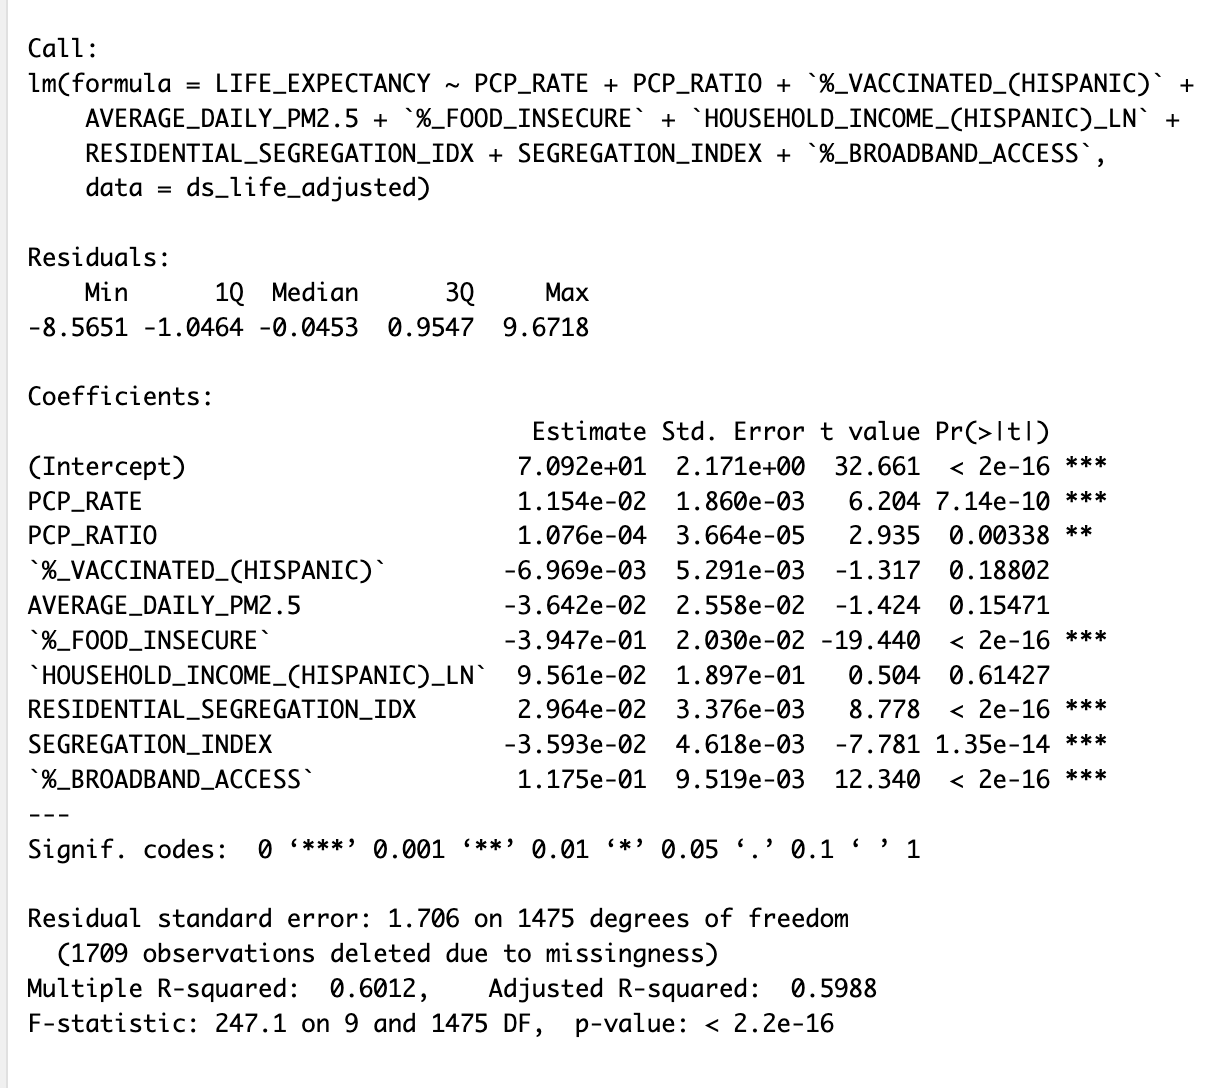 Call:
lm(formula = LIFE_EXPECTANCY ~ PCP_RATE + PCP_RATIO + `%_VACCINATED_(HISPANIC)` +
    AVERAGE_DAILY_PM2.5 + `%_FOOD_INSECURE` + `HOUSEHOLD_INCOME_(HISPANIC)_LN` +
    RESIDENTIAL_SEGREGATION_IDX + SEGREGATION_INDEX + `%_BROADBAND_ACCESS`,
    data = ds_life_adjusted)
Residuals:
    Min      1Q  Median      3Q     Max
-8.5651 -1.0464 -0.0453  0.9547  9.6718
Coefficients:
                                   Estimate Std. Error t value Pr(>|t|)
(Intercept)                       7.092e+01  2.171e+00  32.661  < 2e-16 ***
PCP_RATE                          1.154e-02  1.860e-03   6.204 7.14e-10 ***
PCP_RATIO                         1.076e-04  3.664e-05   2.935  0.00338 **
`%_VACCINATED_(HISPANIC)`        -6.969e-03  5.291e-03  -1.317  0.18802
AVERAGE_DAILY_PM2.5              -3.642e-02  2.558e-02  -1.424  0.15471
`%_FOOD_INSECURE`                -3.947e-01  2.030e-02 -19.440  < 2e-16 ***
`HOUSEHOLD_INCOME_(HISPANIC)_LN`  9.561e-02  1.897e-01   0.504  0.61427
RESIDENTIAL_SEGREGATION_IDX       2.964e-02  3.376e-03   8.778  < 2e-16 ***
SEGREGATION_INDEX                -3.593e-02  4.618e-03  -7.781 1.35e-14 ***
`%_BROADBAND_ACCESS`              1.175e-01  9.519e-03  12.340  < 2e-16 ***
---
Signif. codes:  0 ‘***’ 0.001 ‘**’ 0.01 ‘*’ 0.05 ‘.’ 0.1 ‘ ’ 1
Residual standard error: 1.706 on 1475 degrees of freedom
  (1709 observations deleted due to missingness)
Multiple R-squared:  0.6012,    Adjusted R-squared:  0.5988
F-statistic: 247.1 on 9 and 1475 DF,  p-value: < 2.2e-16